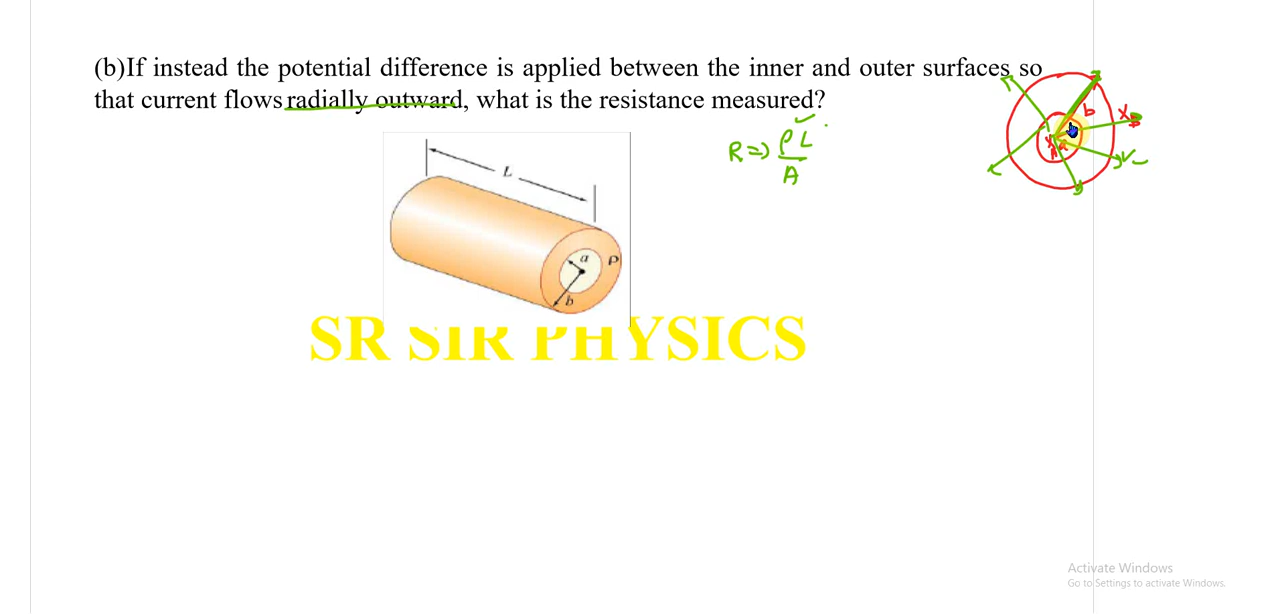 (b)If instead the potential difference is applied between the inner and outer surfaces so
that current flows radially outward, what is the resistance measured?
R => ρL
A
L
a
ρ
b
b
SR SIR PHYSICS
Activate Windows
Go to Settings to activate Windows.